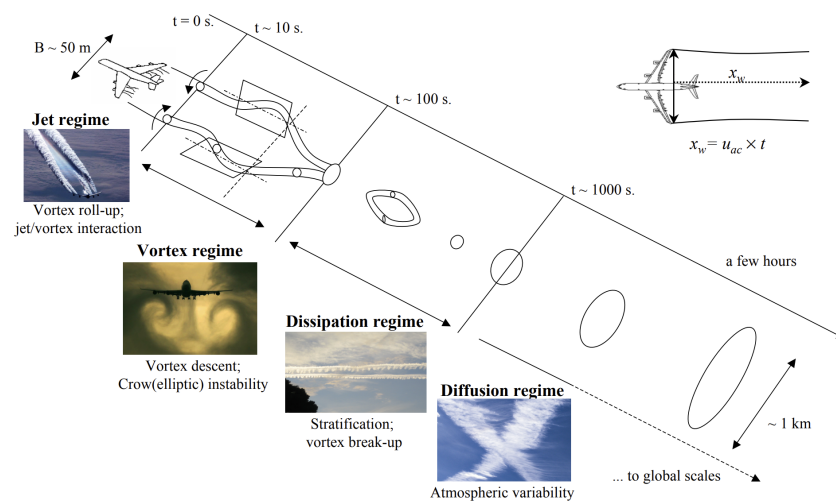 B ~ 50 m
t = 0 s.
t ~ 10 s.
t ~ 100 s.
t ~ 1000 s.
a few hours
x_w
x_w = u_ac × t
Jet regime
Vortex roll-up;
jet/vortex interaction
Vortex regime
Vortex descent;
Crow(elliptic) instability
Dissipation regime
Stratification;
vortex break-up
Diffusion regime
Atmospheric variability
~ 1 km
... to global scales